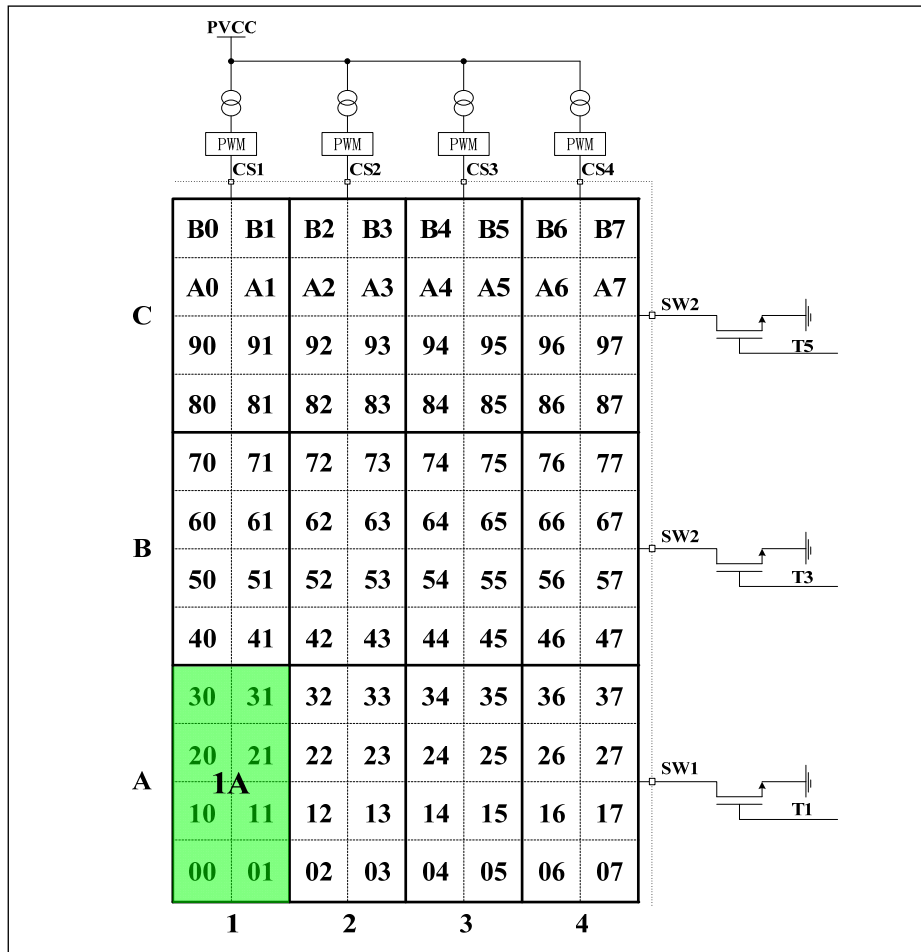 PVCC
PWM PWM PWM PWM
CS1 CS2 CS3 CS4
B0 B1 B2 B3 B4 B5 B6 B7
A0 A1 A2 A3 A4 A5 A6 A7
C
SW2
T5
90 91 92 93 94 95 96 97
80 81 82 83 84 85 86 87
70 71 72 73 74 75 76 77
60 61 62 63 64 65 66 67
B
SW2
T3
50 51 52 53 54 55 56 57
40 41 42 43 44 45 46 47
30 31 32 33 34 35 36 37
20 21 22 23 24 25 26 27
A
1A
SW1
T1
10 11 12 13 14 15 16 17
00 01 02 03 04 05 06 07
1 2 3 4